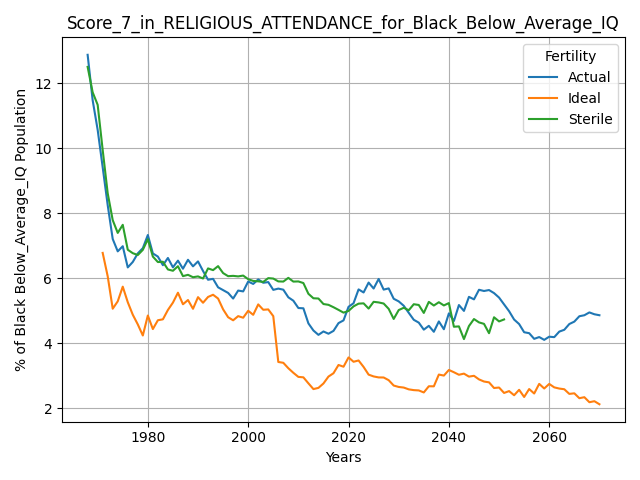 Score_7_in_RELIGIOUS_ATTENDANCE_for_Black_Below_Average_IQ
Fertility
Actual
Ideal
Sterile
% of Black Below_Average_IQ Population
12
10
8
6
4
2
1980
2000
2020
2040
2060
Years